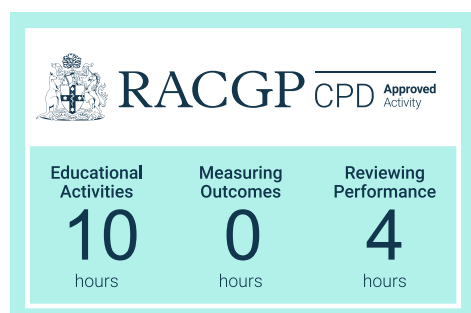 RACGP CPD Approved Activity
Educational Activities
10
hours
Measuring Outcomes
0
hours
Reviewing Performance
4
hours